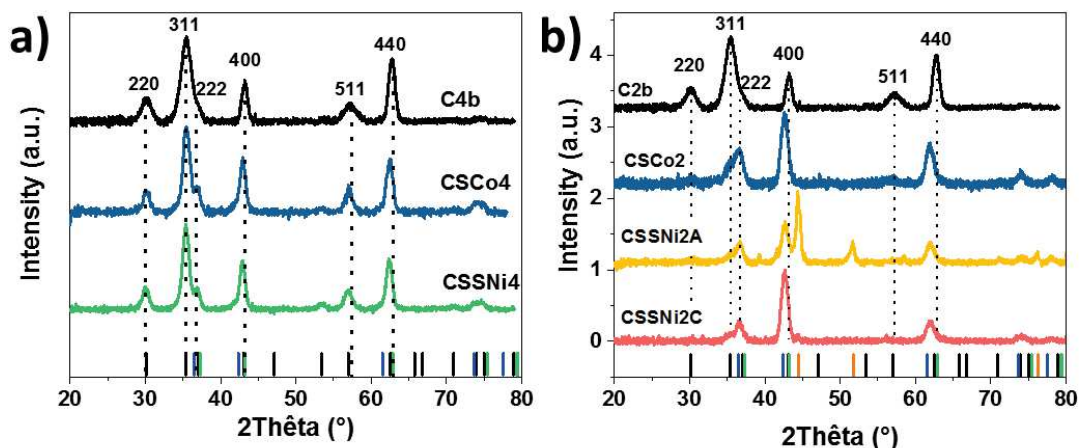 a)
311
440
220
222
400
511
C4b
CSCo4
CSSNi4
Intensity (a.u.)
20 30 40 50 60 70 80
2Thêta (°)
b)
4
3
2
1
0
311
440
220
222
400
511
C2b
CSCo2
CSSNi2A
CSSNi2C
Intensity (a.u.)
20 30 40 50 60 70 80
2Thêta (°)